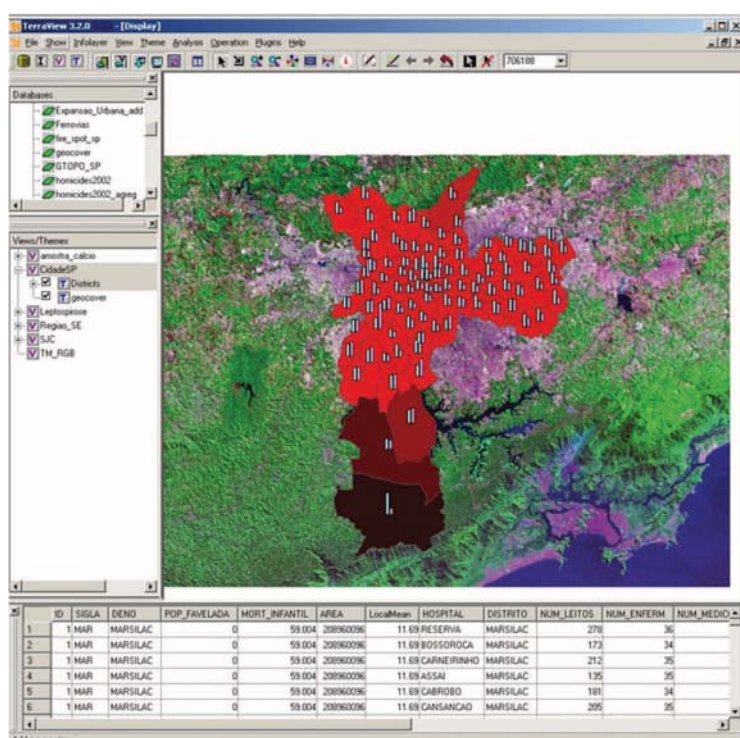 TerraView 3.2.0 - [Display]
File Show Infolayer View Theme Analysis Operation Plugins Help
706188
Databases
Expansao_Urbana_add
Ferrovias
fire_spot_sp
geocover
GTOPO_SP
homicides2002
homicides2002_agreg
Views/Themes
amostra_calcio
CidadeSP
Districts
geocover
Leptospirose
Regiao_SE
SJC
TM_RGB
ID SIGLA DENO POP_FAVELADA MORT_INFANTIL AREA LocalMean HOSPITAL DISTRITO NUM_LEITOS NUM_ENFERM NUM_MEDIO
1 1 MAR MARSILAC 0 59.004 208960096 11.69 RESERVA MARSILAC 278 36
2 1 MAR MARSILAC 0 59.004 208960096 11.69 BOSSOROCA MARSILAC 173 34
3 1 MAR MARSILAC 0 59.004 208960096 11.69 CARNEIRINHO MARSILAC 212 35
4 1 MAR MARSILAC 0 59.004 208960096 11.69 ASSAI MARSILAC 135 35
5 1 MAR MARSILAC 0 59.004 208960096 11.69 CABROBO MARSILAC 181 34
6 1 MAR MARSILAC 0 59.004 208960096 11.69 CANSANCAO MARSILAC 205 35